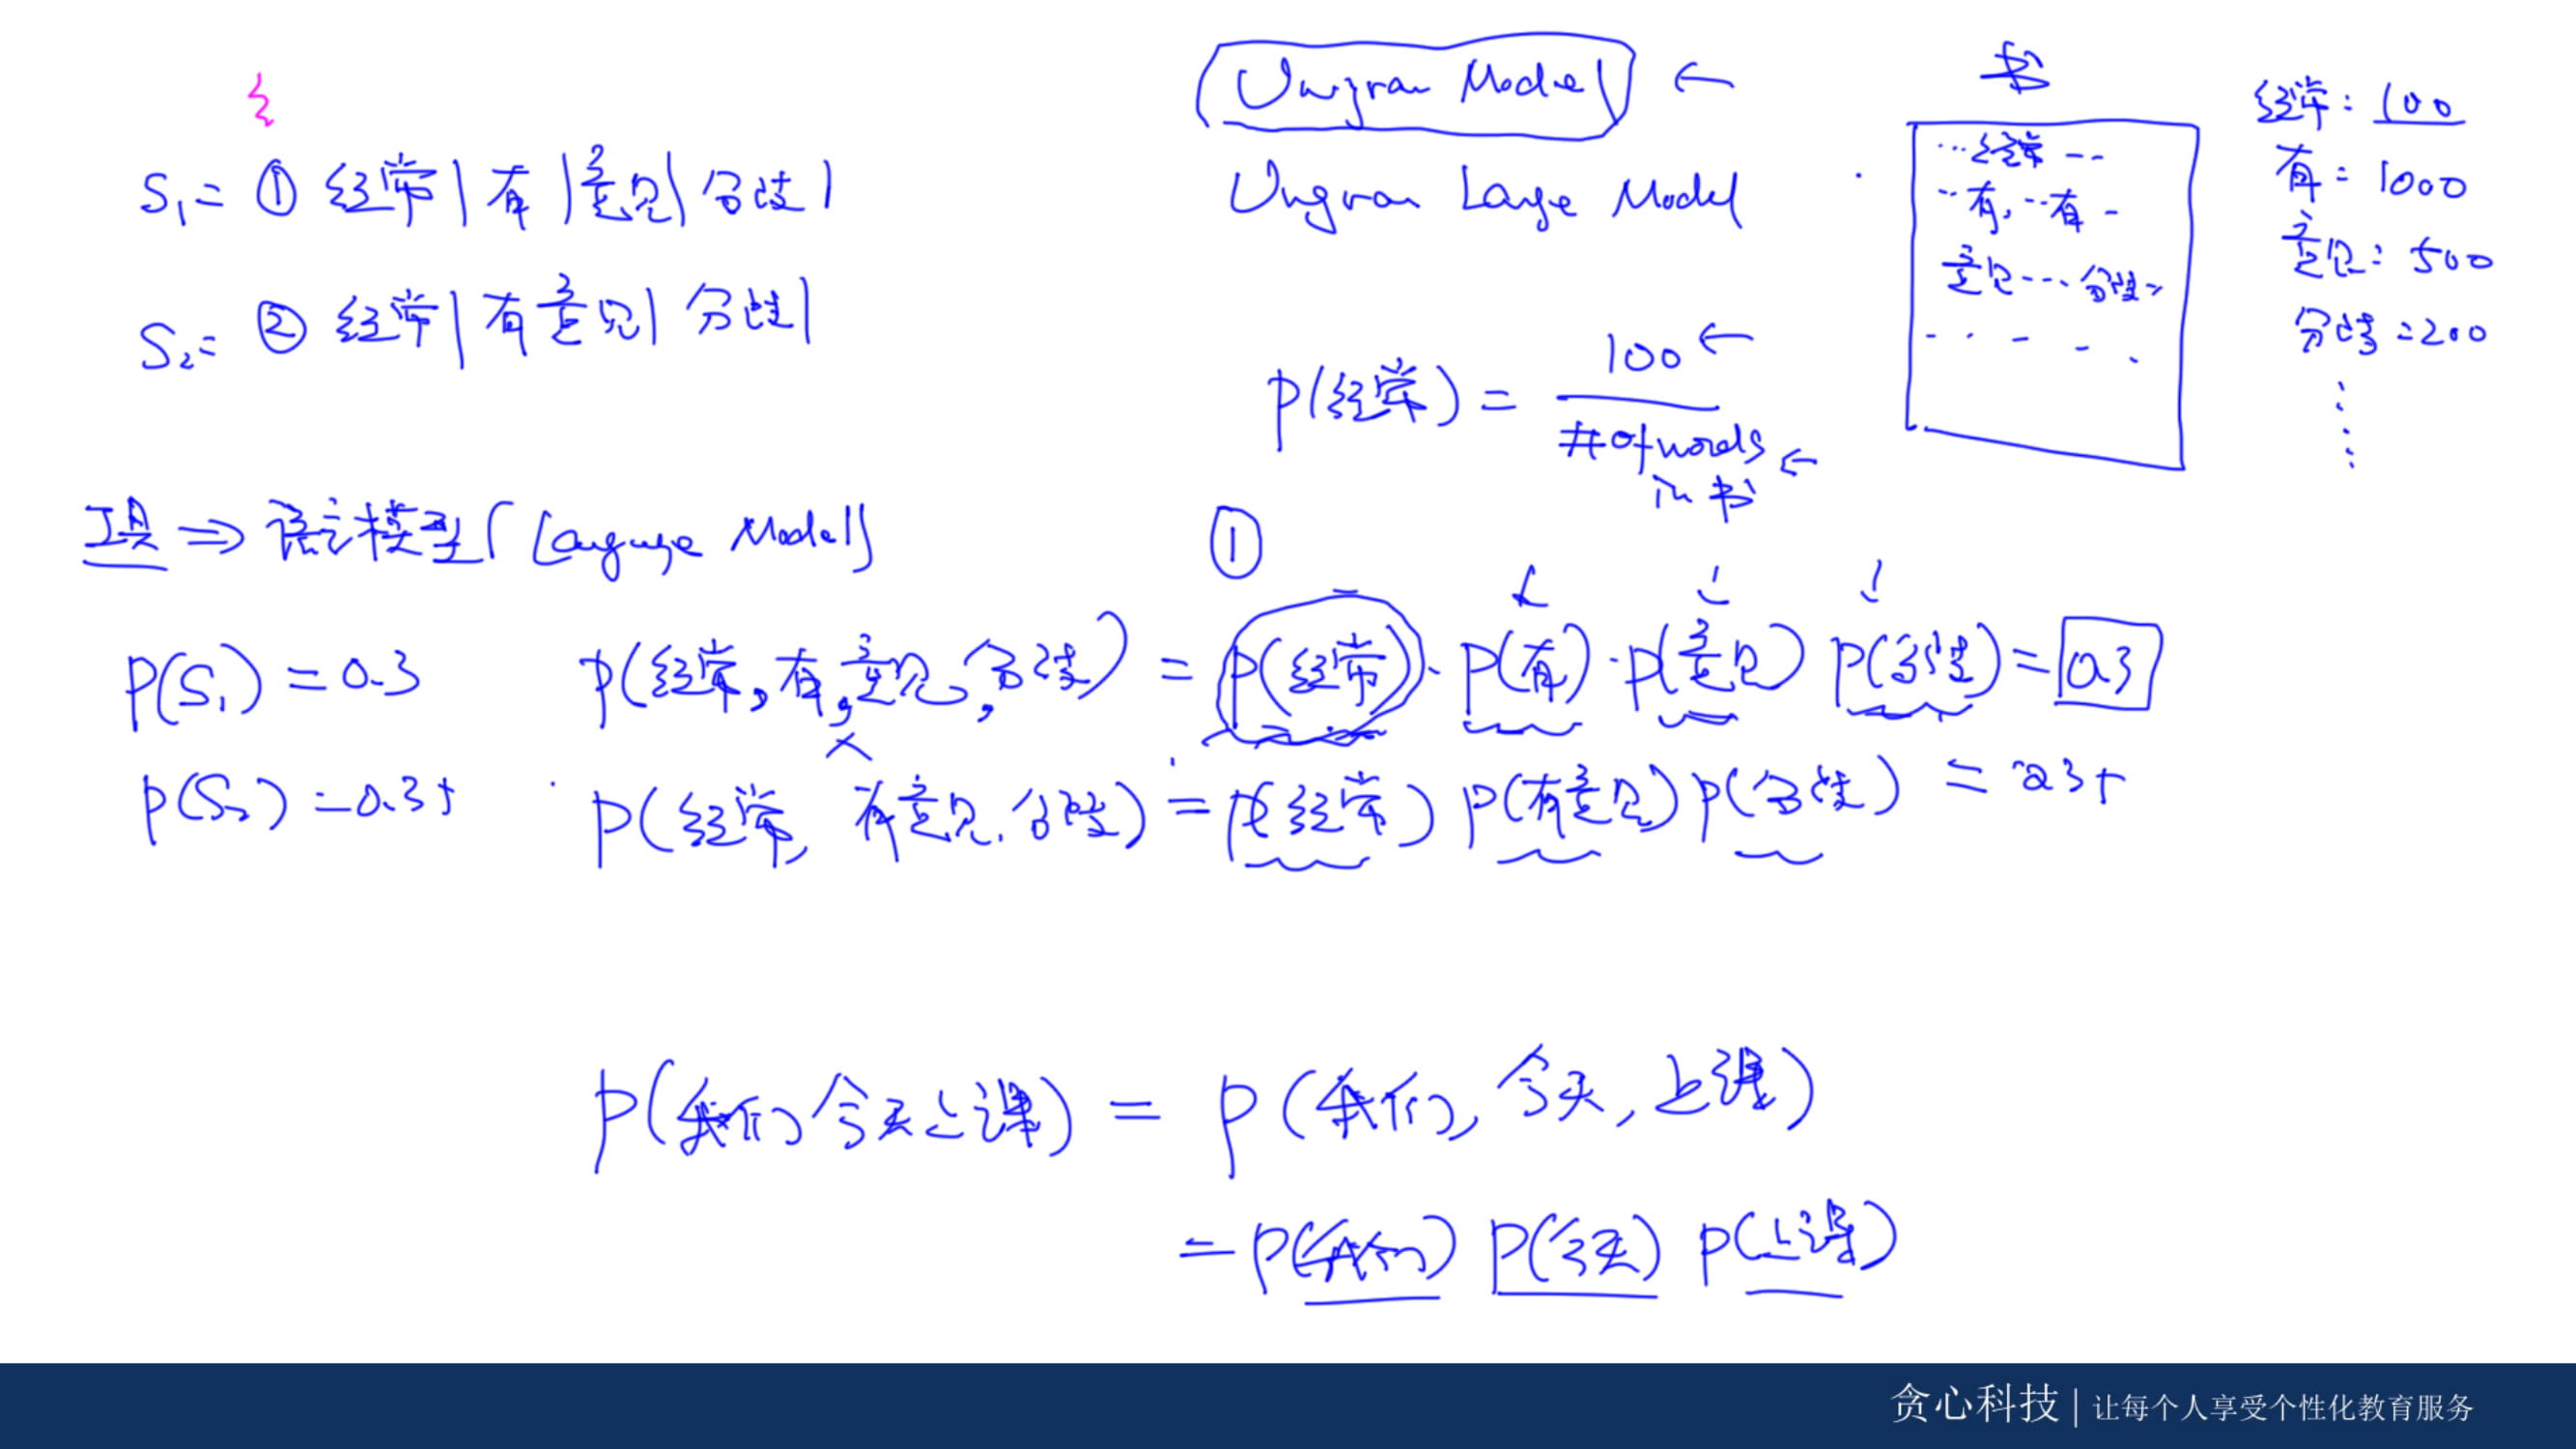 Unigram Model ←
Unigram Language Model
S₁= ① 经常|有|意见|分歧|
S₂= ② 经常|有意见|分歧|
书
…经常…
…有,…有-
意见…分歧…
经常: 100
有: 1000
意见: 500
分歧: 200
p(经常) = 100 ←
# of words ←
in 书
工具 ⇒ 语言模型 (Language Model)
①
p(S₁) = 0.3
p(经常,有,意见,分歧) = p(经常)·p(有)·p(意见) p(分歧) = 0.3
p(S₂) = 0.35
p(经常, 有意见,分歧) = p(经常) p(有意见) p(分歧) = 0.35
p(我们今天上课) = p(我们, 今天, 上课)
= p(我们) p(今天) p(上课)
贪心科技 | 让每个人享受个性化教育服务